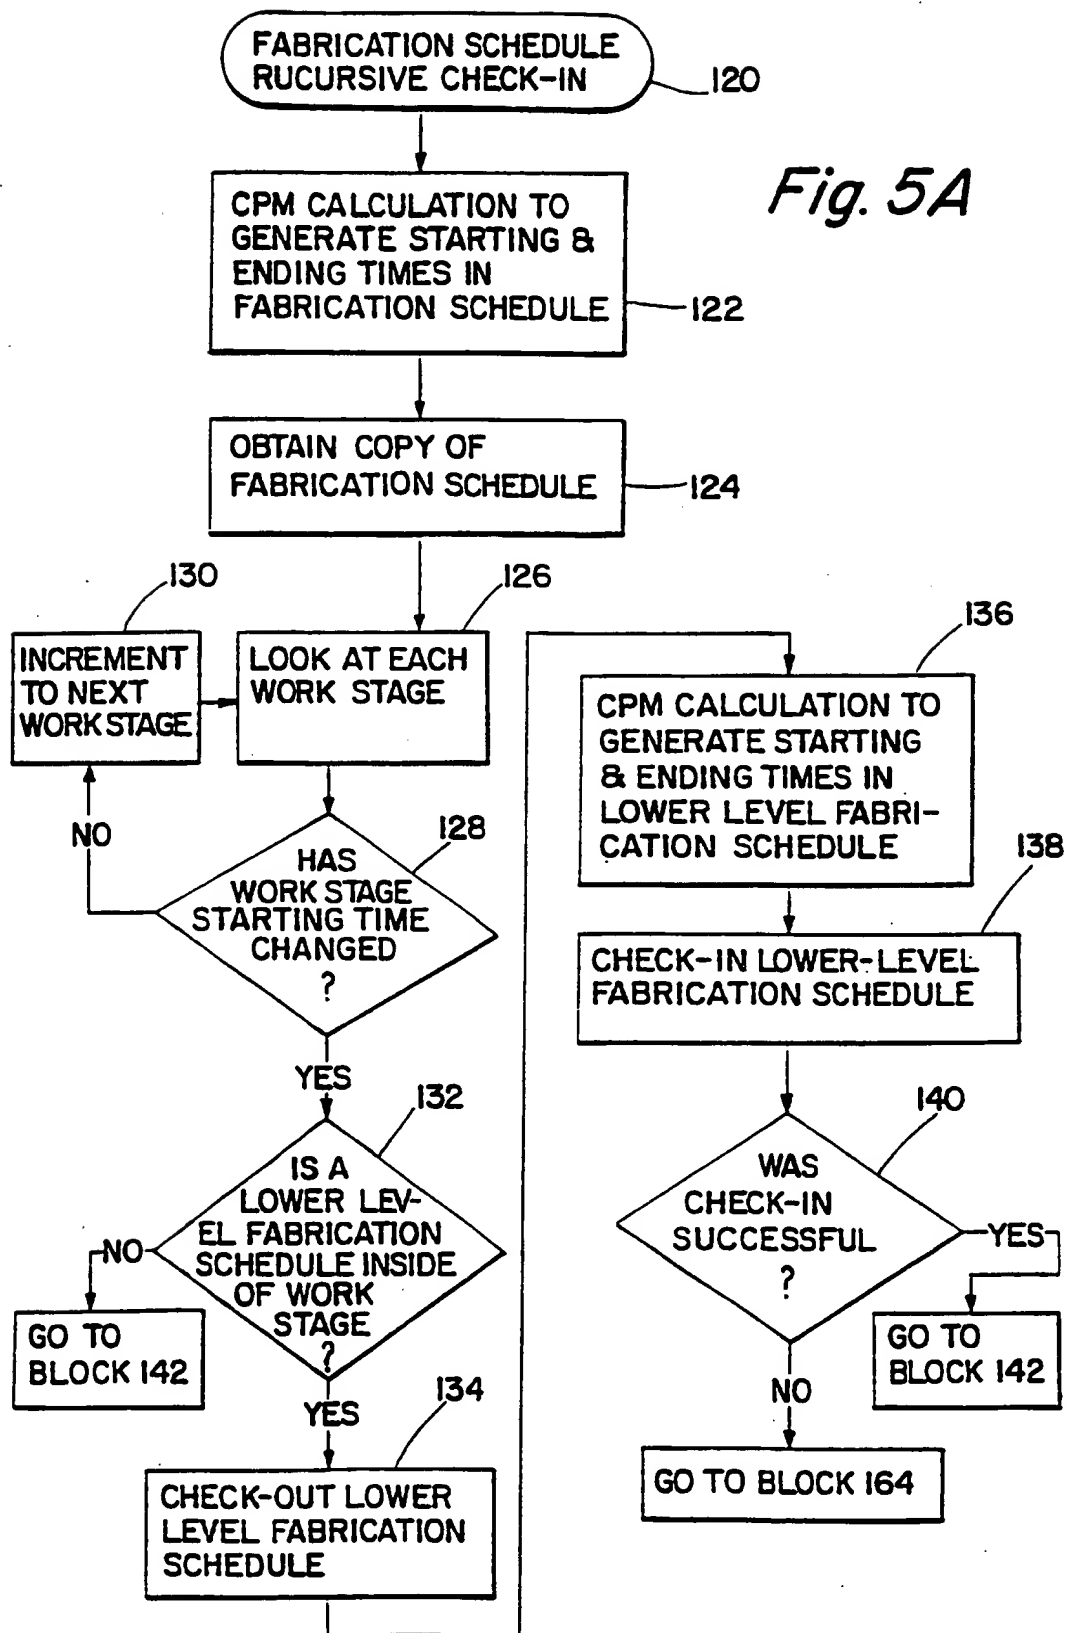 FABRICATION SCHEDULE
RUCURSIVE CHECK-IN
120
Fig. 5A
CPM CALCULATION TO
GENERATE STARTING &
ENDING TIMES IN
FABRICATION SCHEDULE
122
OBTAIN COPY OF
FABRICATION SCHEDULE
124
130
INCREMENT
TO NEXT
WORK STAGE
126
LOOK AT EACH
WORK STAGE
NO
128
HAS
WORK STAGE
STARTING TIME
CHANGED
?
YES
132
IS A
LOWER LEV-
EL FABRICATION
SCHEDULE INSIDE
OF WORK
STAGE
?
NO
GO TO
BLOCK 142
YES
134
CHECK-OUT LOWER
LEVEL FABRICATION
SCHEDULE
136
CPM CALCULATION TO
GENERATE STARTING
& ENDING TIMES IN
LOWER LEVEL FABRI-
CATION SCHEDULE
138
CHECK-IN LOWER-LEVEL
FABRICATION SCHEDULE
140
WAS
CHECK-IN
SUCCESSFUL
?
YES
GO TO
BLOCK 142
NO
GO TO BLOCK 164